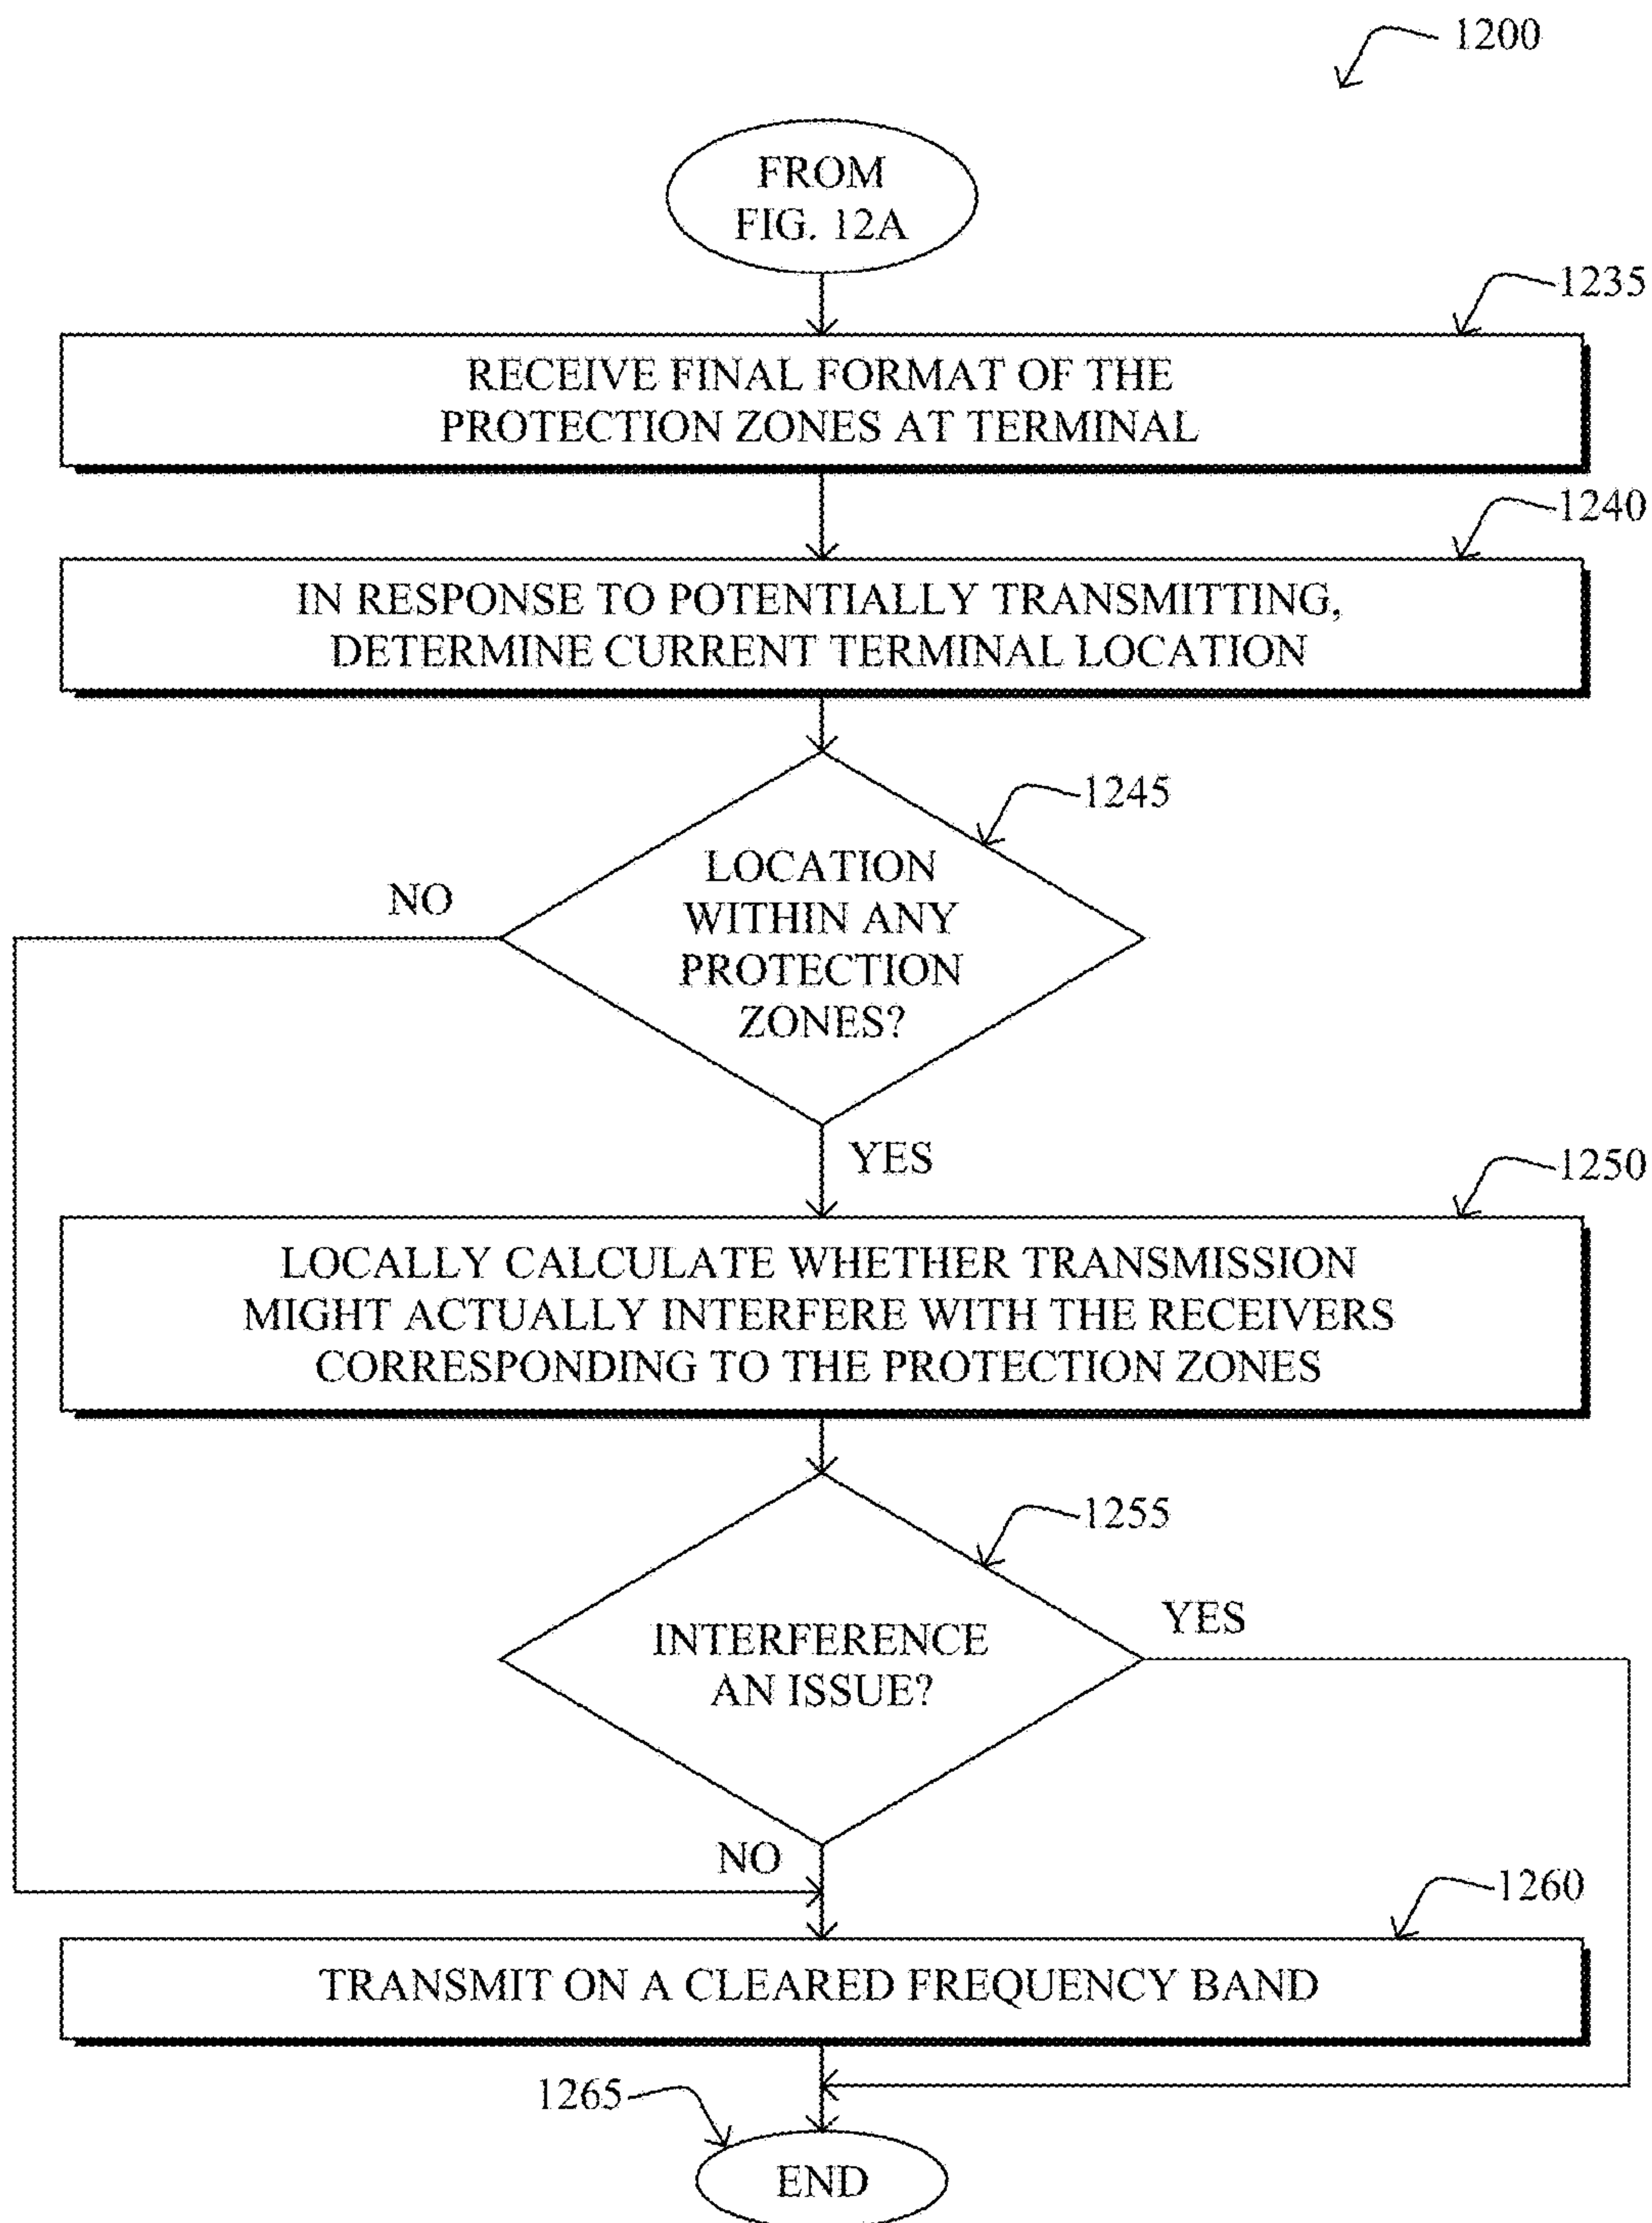 1200
FROM
FIG. 12A
1235
RECEIVE FINAL FORMAT OF THE
PROTECTION ZONES AT TERMINAL
1240
IN RESPONSE TO POTENTIALLY TRANSMITTING,
DETERMINE CURRENT TERMINAL LOCATION
1245
LOCATION
WITHIN ANY
PROTECTION
ZONES?
NO
YES
1250
LOCALLY CALCULATE WHETHER TRANSMISSION
MIGHT ACTUALLY INTERFERE WITH THE RECEIVERS
CORRESPONDING TO THE PROTECTION ZONES
1255
INTERFERENCE
AN ISSUE?
YES
NO
1260
TRANSMIT ON A CLEARED FREQUENCY BAND
1265
END